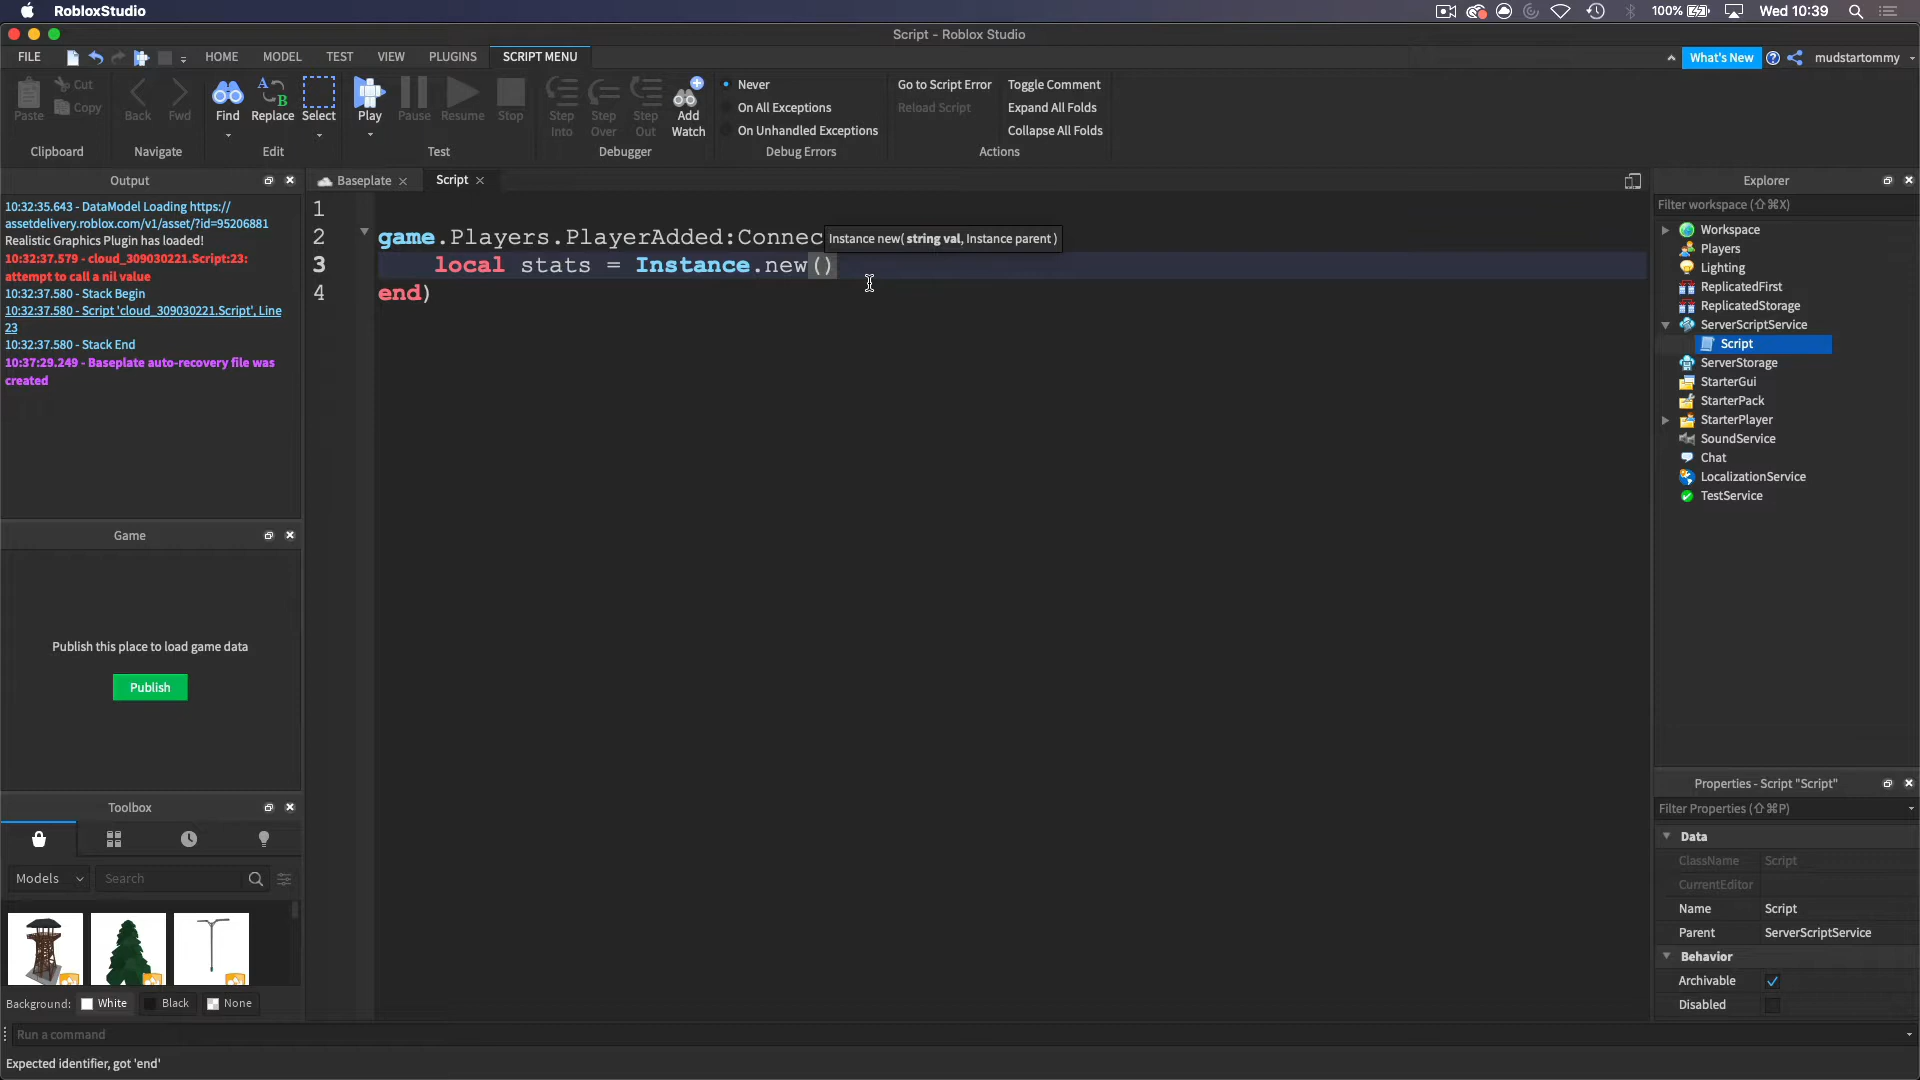 RobloxStudio
100%
Wed 10:39
Script - Roblox Studio
FILE
HOME
MODEL
TEST
VIEW
PLUGINS
SCRIPT MENU
What's New
mudstartommy
Paste
Cut
Copy
Clipboard
Back
Fwd
Navigate
Find
Replace
Select
Edit
Play
Pause
Resume
Stop
Test
Step Into
Step Over
Step Out
Add Watch
Debugger
Never
On All Exceptions
On Unhandled Exceptions
Debug Errors
Go to Script Error
Reload Script
Toggle Comment
Expand All Folds
Collapse All Folds
Actions
Output
10:32:35.643 - DataModel Loading https://
assetdelivery.roblox.com/v1/asset/?id=95206881
Realistic Graphics Plugin has loaded!
10:32:37.579 - cloud_309030221.Script:23:
attempt to call a nil value
10:32:37.580 - Stack Begin
10:32:37.580 - Script 'cloud_309030221.Script', Line
23
10:32:37.580 - Stack End
10:37:29.249 - Baseplate auto-recovery file was
created
Game
Publish this place to load game data
Publish
Toolbox
Models
Search
Background:
White
Black
None
Run a command
Expected identifier, got 'end'
Baseplate
Script
1
2 game.Players.PlayerAdded:Connec
Instance new( string val, Instance parent )
3 local stats = Instance.new()
4 end)
Explorer
Filter workspace (⇧⌘X)
Workspace
Players
Lighting
ReplicatedFirst
ReplicatedStorage
ServerScriptService
Script
ServerStorage
StarterGui
StarterPack
StarterPlayer
SoundService
Chat
LocalizationService
TestService
Properties - Script "Script"
Filter Properties (⇧⌘P)
Data
ClassName Script
CurrentEditor
Name Script
Parent ServerScriptService
Behavior
Archivable
Disabled